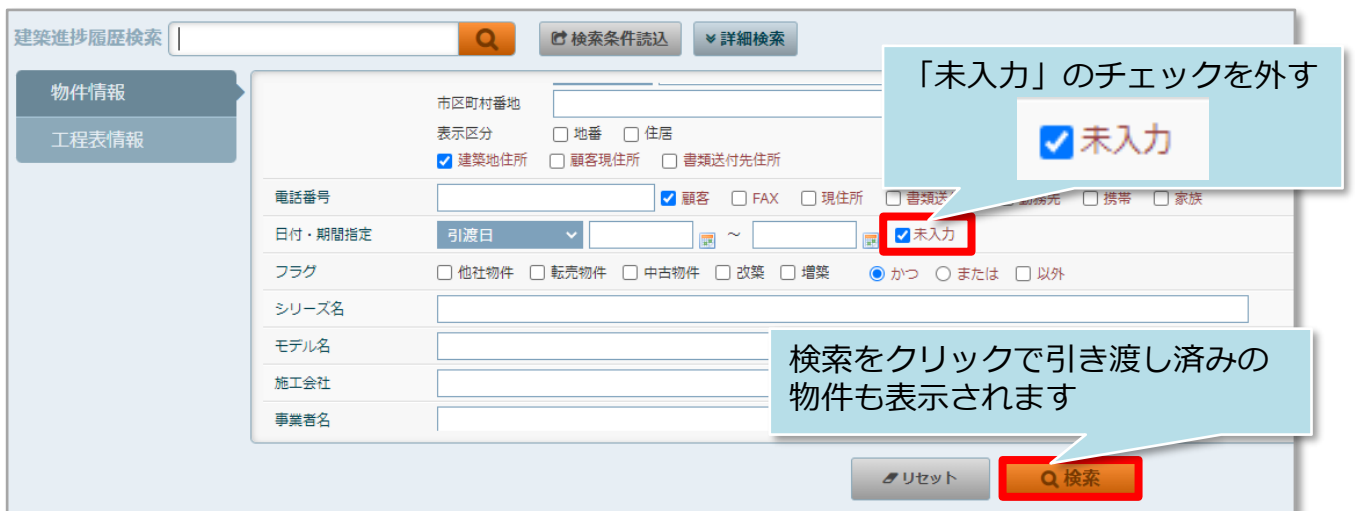 建築進捗履歴検索
検索条件読込
詳細検索
物件情報
工程表情報
「未入力」のチェックを外す
未入力
市区町村番地
表示区分 地番 住居
建築地住所 顧客現住所 書類送付先住所
電話番号 顧客 FAX 現住所 書類送 勤務先 携帯 家族
日付・期間指定 引渡日 ~ 未入力
フラグ 他社物件 転売物件 中古物件 改築 増築 かつ または 以外
シリーズ名
モデル名
施工会社
事業者名
検索をクリックで引き渡し済みの
物件も表示されます
リセット 検索